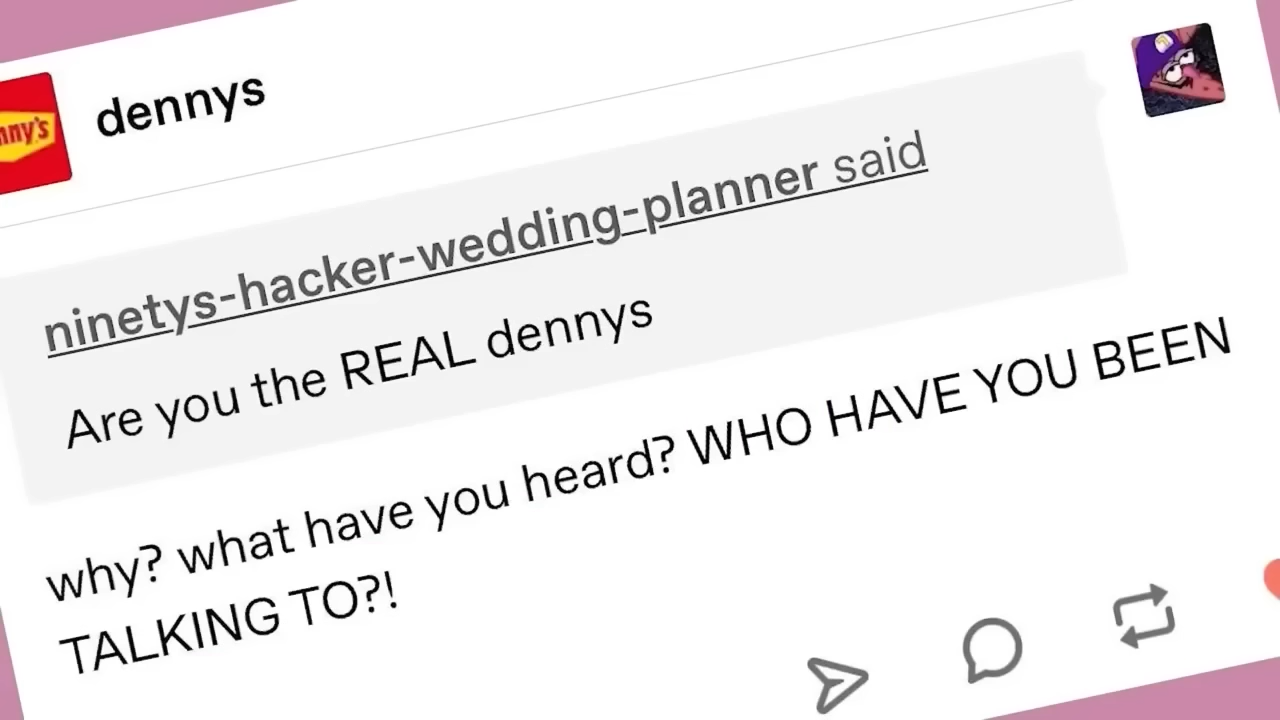 nny's
dennys
ninetys-hacker-wedding-planner said
Are you the REAL dennys
why? what have you heard? WHO HAVE YOU BEEN
TALKING TO?!